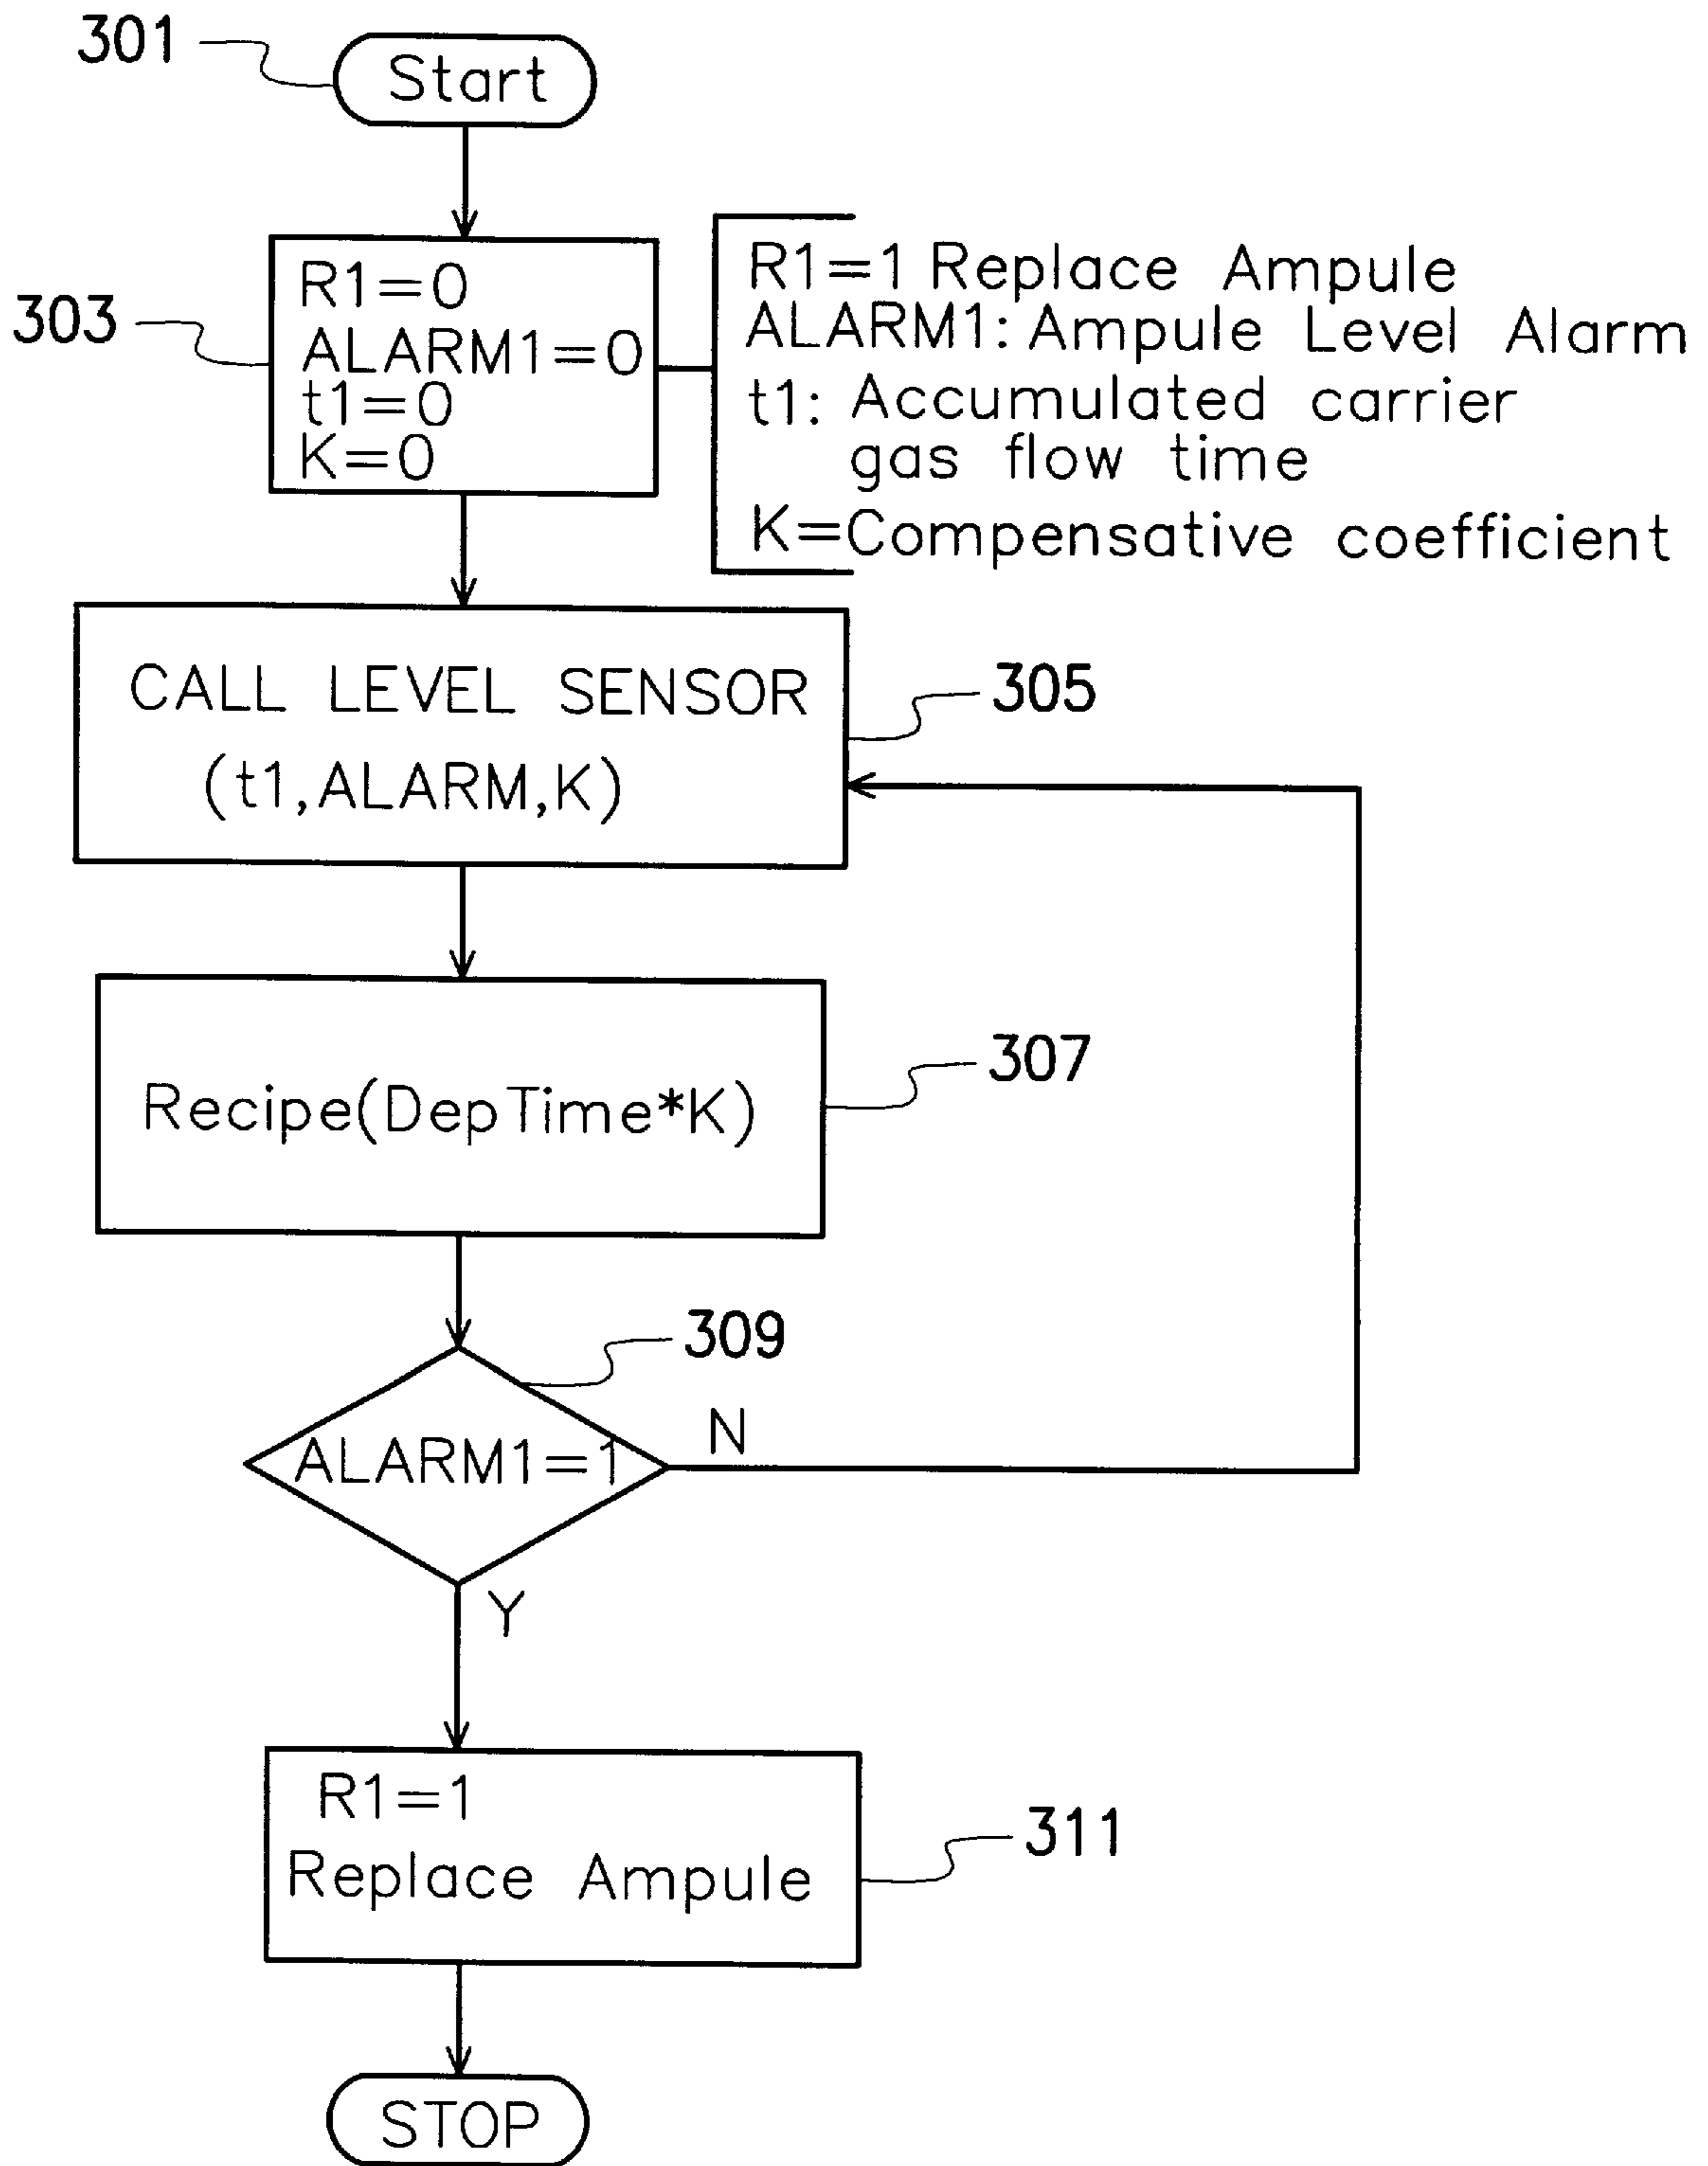 301
Start
303
R1=0
ALARM1=0
t1=0
K=0
R1=1 Replace Ampule
ALARM1: Ampule Level Alarm
t1: Accumulated carrier
gas flow time
K=Compensative coefficient
CALL LEVEL SENSOR
(t1,ALARM,K)
305
Recipe(DepTime*K)
307
309
ALARM1=1
N
Y
R1=1
Replace Ampule
311
STOP